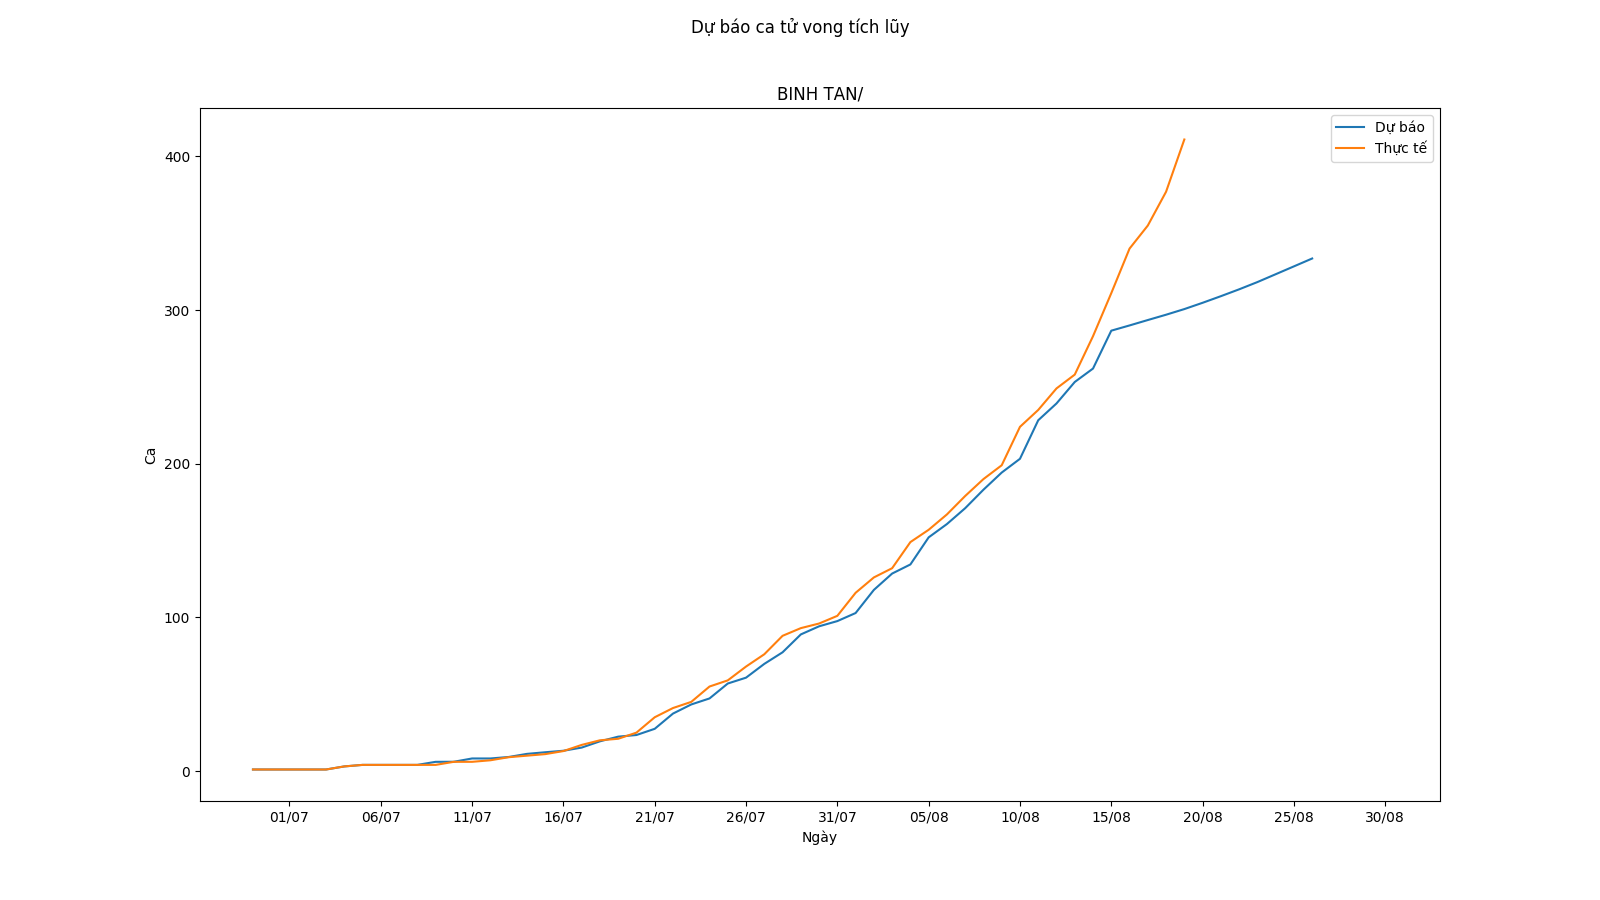 Dự báo ca tử vong tích lũy
BINH TAN/
Dự báo
Thực tế
400
300
200
100
0
Ca
01/07 06/07 11/07 16/07 21/07 26/07 31/07 05/08 10/08 15/08 20/08 25/08 30/08
Ngày